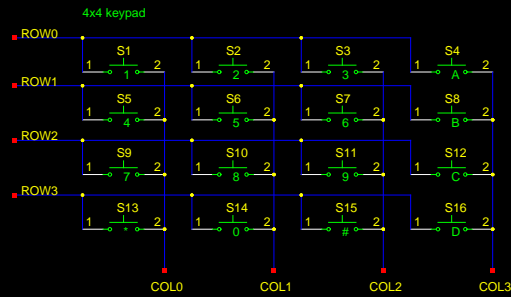 4x4 keypad
ROW0
S1 S2 S3 S4
1 2 1 2 1 2 1 2
1 2 3 A
ROW1
S5 S6 S7 S8
1 2 1 2 1 2 1 2
4 5 6 B
ROW2
S9 S10 S11 S12
1 2 1 2 1 2 1 2
7 8 9 C
ROW3
S13 S14 S15 S16
1 2 1 2 1 2 1 2
* 0 # D
COL0 COL1 COL2 COL3